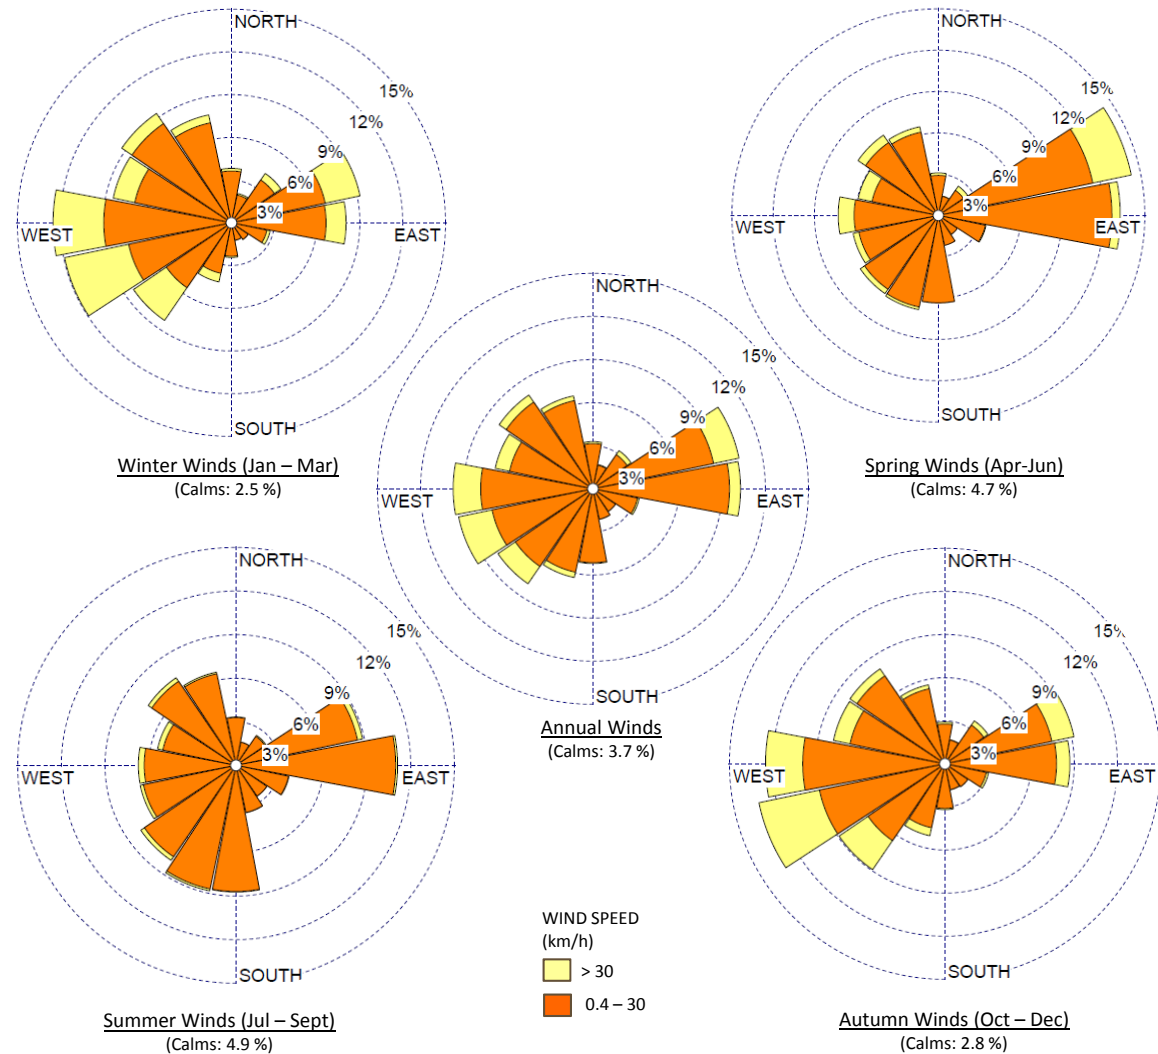 NORTH
15%
12%
9%
6%
3%
WEST
EAST
SOUTH
Winter Winds (Jan – Mar)
(Calms: 2.5 %)
NORTH
15%
12%
9%
6%
3%
WEST
EAST
SOUTH
Spring Winds (Apr-Jun)
(Calms: 4.7 %)
NORTH
15%
12%
9%
6%
3%
WEST
EAST
SOUTH
Annual Winds
(Calms: 3.7 %)
NORTH
15%
12%
9%
6%
3%
WEST
EAST
SOUTH
Summer Winds (Jul – Sept)
(Calms: 4.9 %)
WIND SPEED
(km/h)
> 30
0.4 – 30
NORTH
15%
12%
9%
6%
3%
WEST
EAST
SOUTH
Autumn Winds (Oct – Dec)
(Calms: 2.8 %)